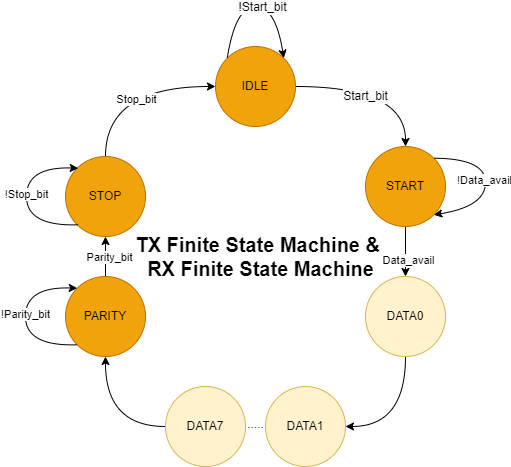 !Start_bit
IDLE
Stop_bit
Start_bit
START
!Data_avail
STOP
!Stop_bit
TX Finite State Machine &
RX Finite State Machine
Parity_bit
Data_avail
PARITY
!Parity_bit
DATA0
DATA7
.....
DATA1